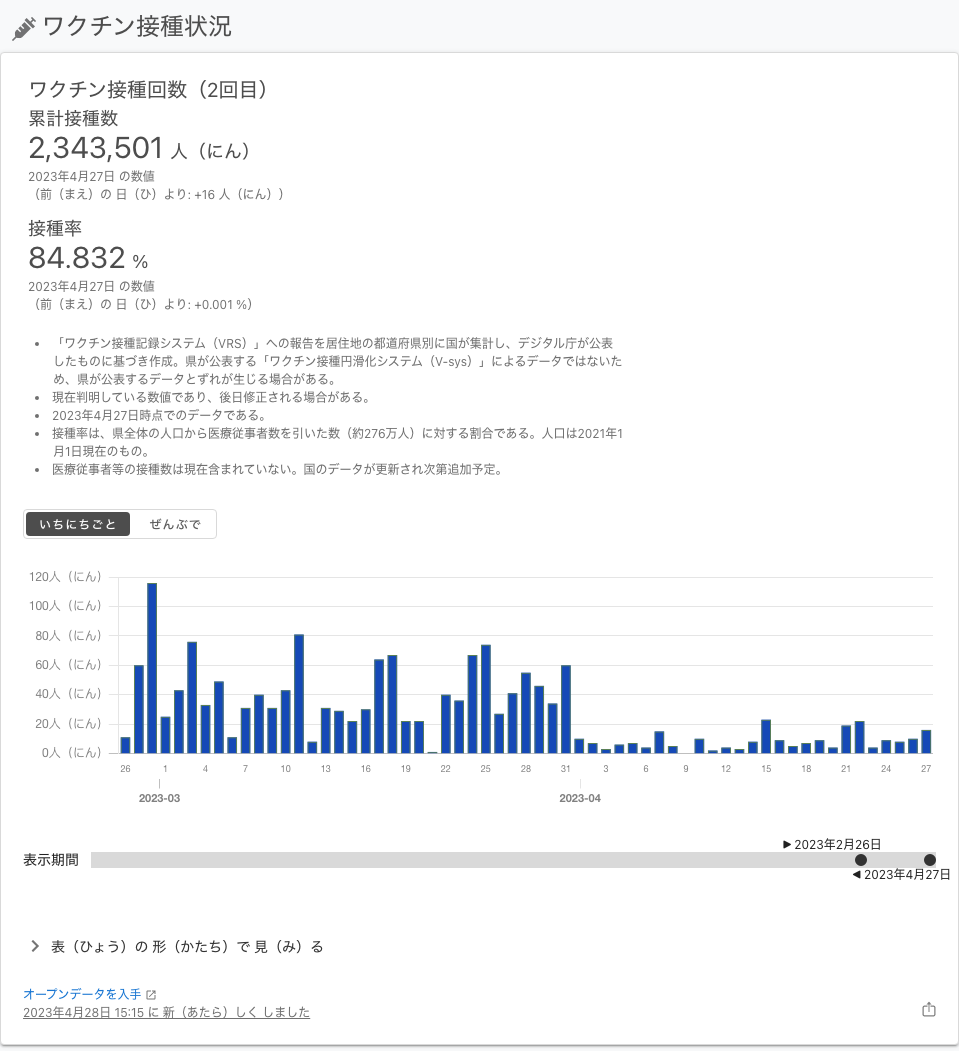 ワクチン接種状況
ワクチン接種回数（2回目）
累計接種数
2,343,501 人（にん）
2023年4月27日 の数値
（前（まえ）の 日（ひ）より: +16 人（にん））
接種率
84.832 %
2023年4月27日 の数値
（前（まえ）の 日（ひ）より: +0.001 %）
• 「ワクチン接種記録システム（VRS）」への報告を居住地の都道府県別に国が集計し、デジタル庁が公表
したものに基づき作成。県が公表する「ワクチン接種円滑化システム（V-sys）」によるデータではないた
め、県が公表するデータとずれが生じる場合がある。
• 現在判明している数値であり、後日修正される場合がある。
• 2023年4月27日時点でのデータである。
• 接種率は、県全体の人口から医療従事者数を引いた数（約276万人）に対する割合である。人口は2021年1
月1日現在のもの。
• 医療従事者等の接種数は現在含まれていない。国のデータが更新され次第追加予定。
いちにちごと ぜんぶで
120人（にん）
100人（にん）
80人（にん）
60人（にん）
40人（にん）
20人（にん）
0人（にん）
26 1 4 7 10 13 16 19 22 25 28 31 3 6 9 12 15 18 21 24 27
2023-03 2023-04
▶ 2023年2月26日
表示期間
◀ 2023年4月27日
表（ひょう）の 形（かたち）で 見（み）る
オープンデータを入手
2023年4月28日 15:15 に 新（あたら）しく しました